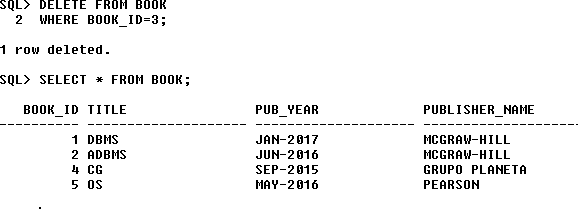 SQL> DELETE FROM BOOK
2 WHERE BOOK_ID=3;
1 row deleted.
SQL> SELECT * FROM BOOK;
BOOK_ID TITLE PUB_YEAR PUBLISHER_NAME
---------- -------------------- -------------------- --------------------
1 DBMS JAN-2017 MCGRAW-HILL
2 ADBMS JUN-2016 MCGRAW-HILL
4 CG SEP-2015 GRUPO PLANETA
5 OS MAY-2016 PEARSON